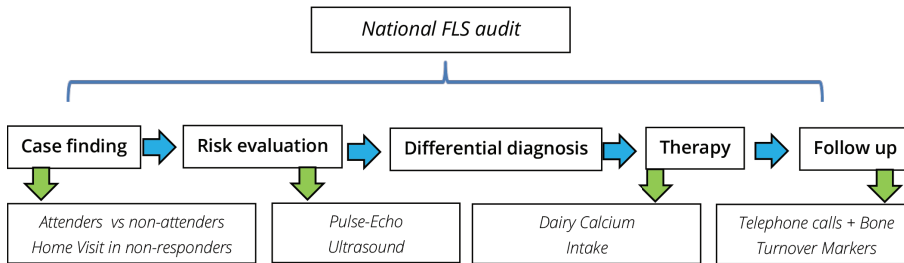 National FLS audit
Case finding
Risk evaluation
Differential diagnosis
Therapy
Follow up
Attenders vs non-attenders
Home Visit in non-responders
Pulse-Echo
Ultrasound
Dairy Calcium
Intake
Telephone calls + Bone
Turnover Markers